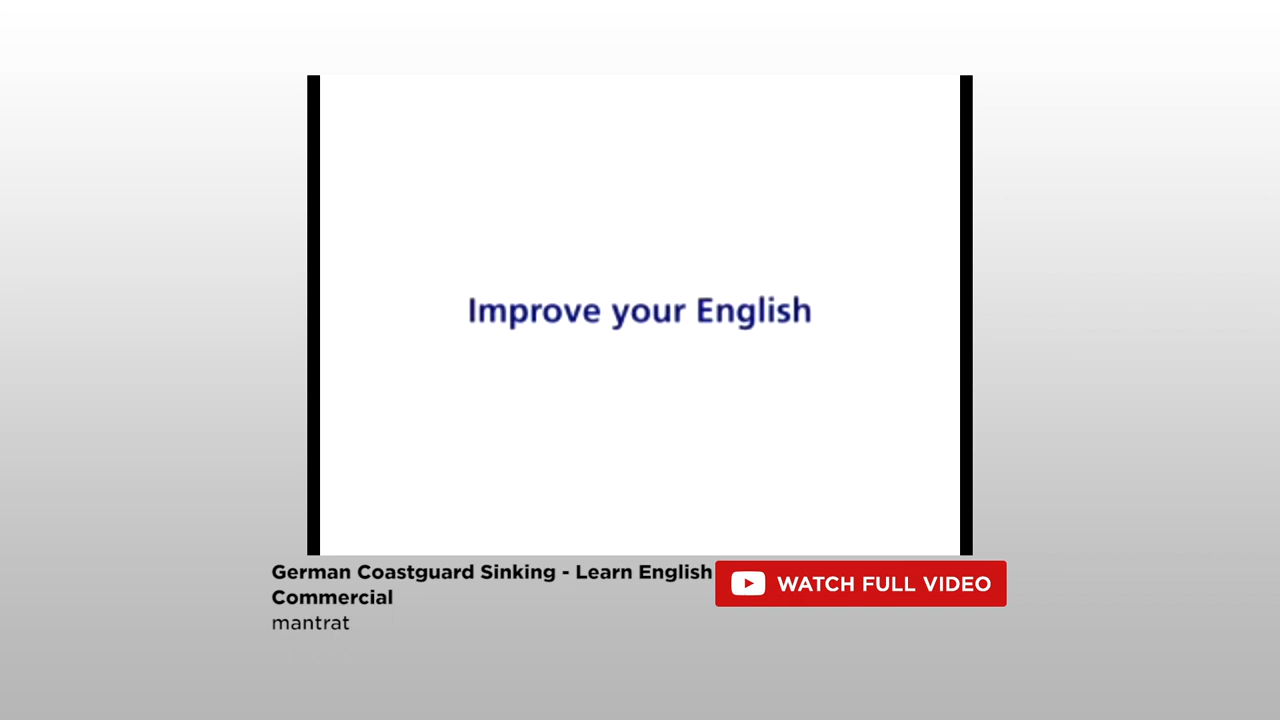 Improve your English
German Coastguard Sinking - Learn English
Commercial
mantrat
WATCH FULL VIDEO